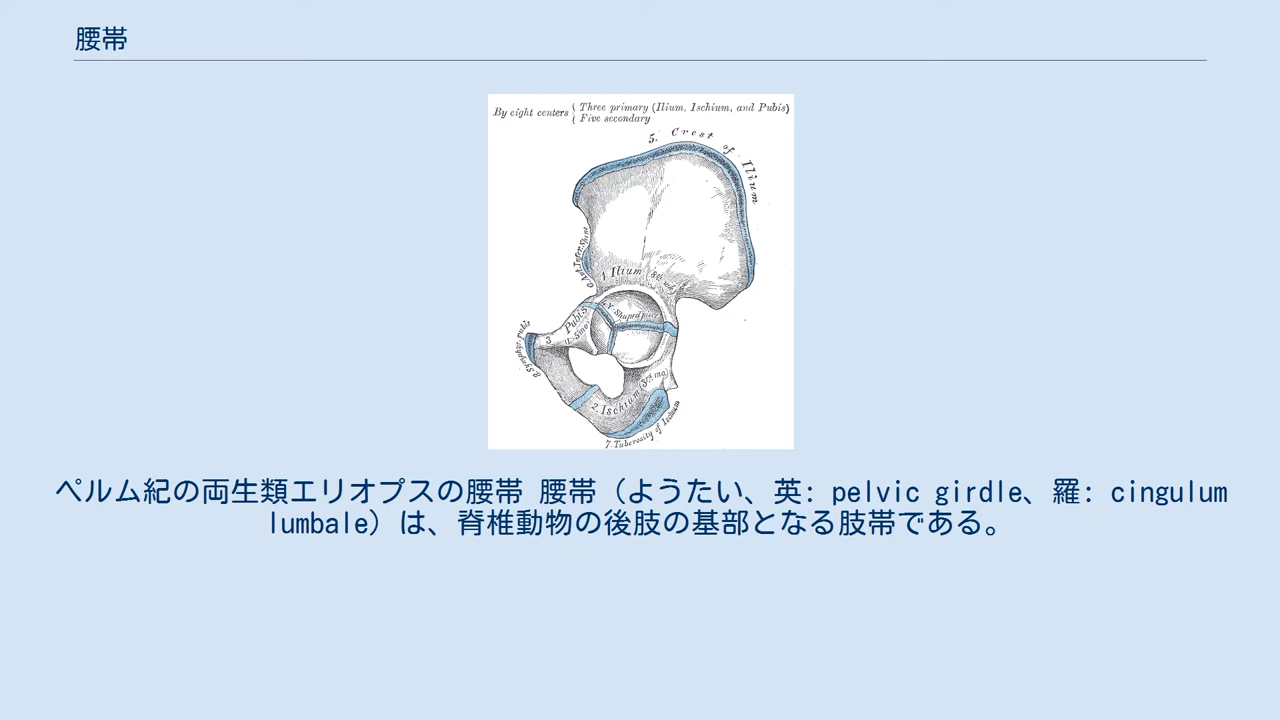 腰帯
By eight centers { Three primary (Ilium, Ischium, and Pubis)
{ Five secondary
5. Crest of Ilium
1. Ilium
Y. Shaped piece
Pubis
3
8. Symphysis pubis
2. Ischium
7. Tuberosity of Ischium
ペルム紀の両生類エリオプスの腰帯 腰帯（ようたい、英: pelvic girdle、羅: cingulum
lumbale）は、脊椎動物の後肢の基部となる肢帯である。